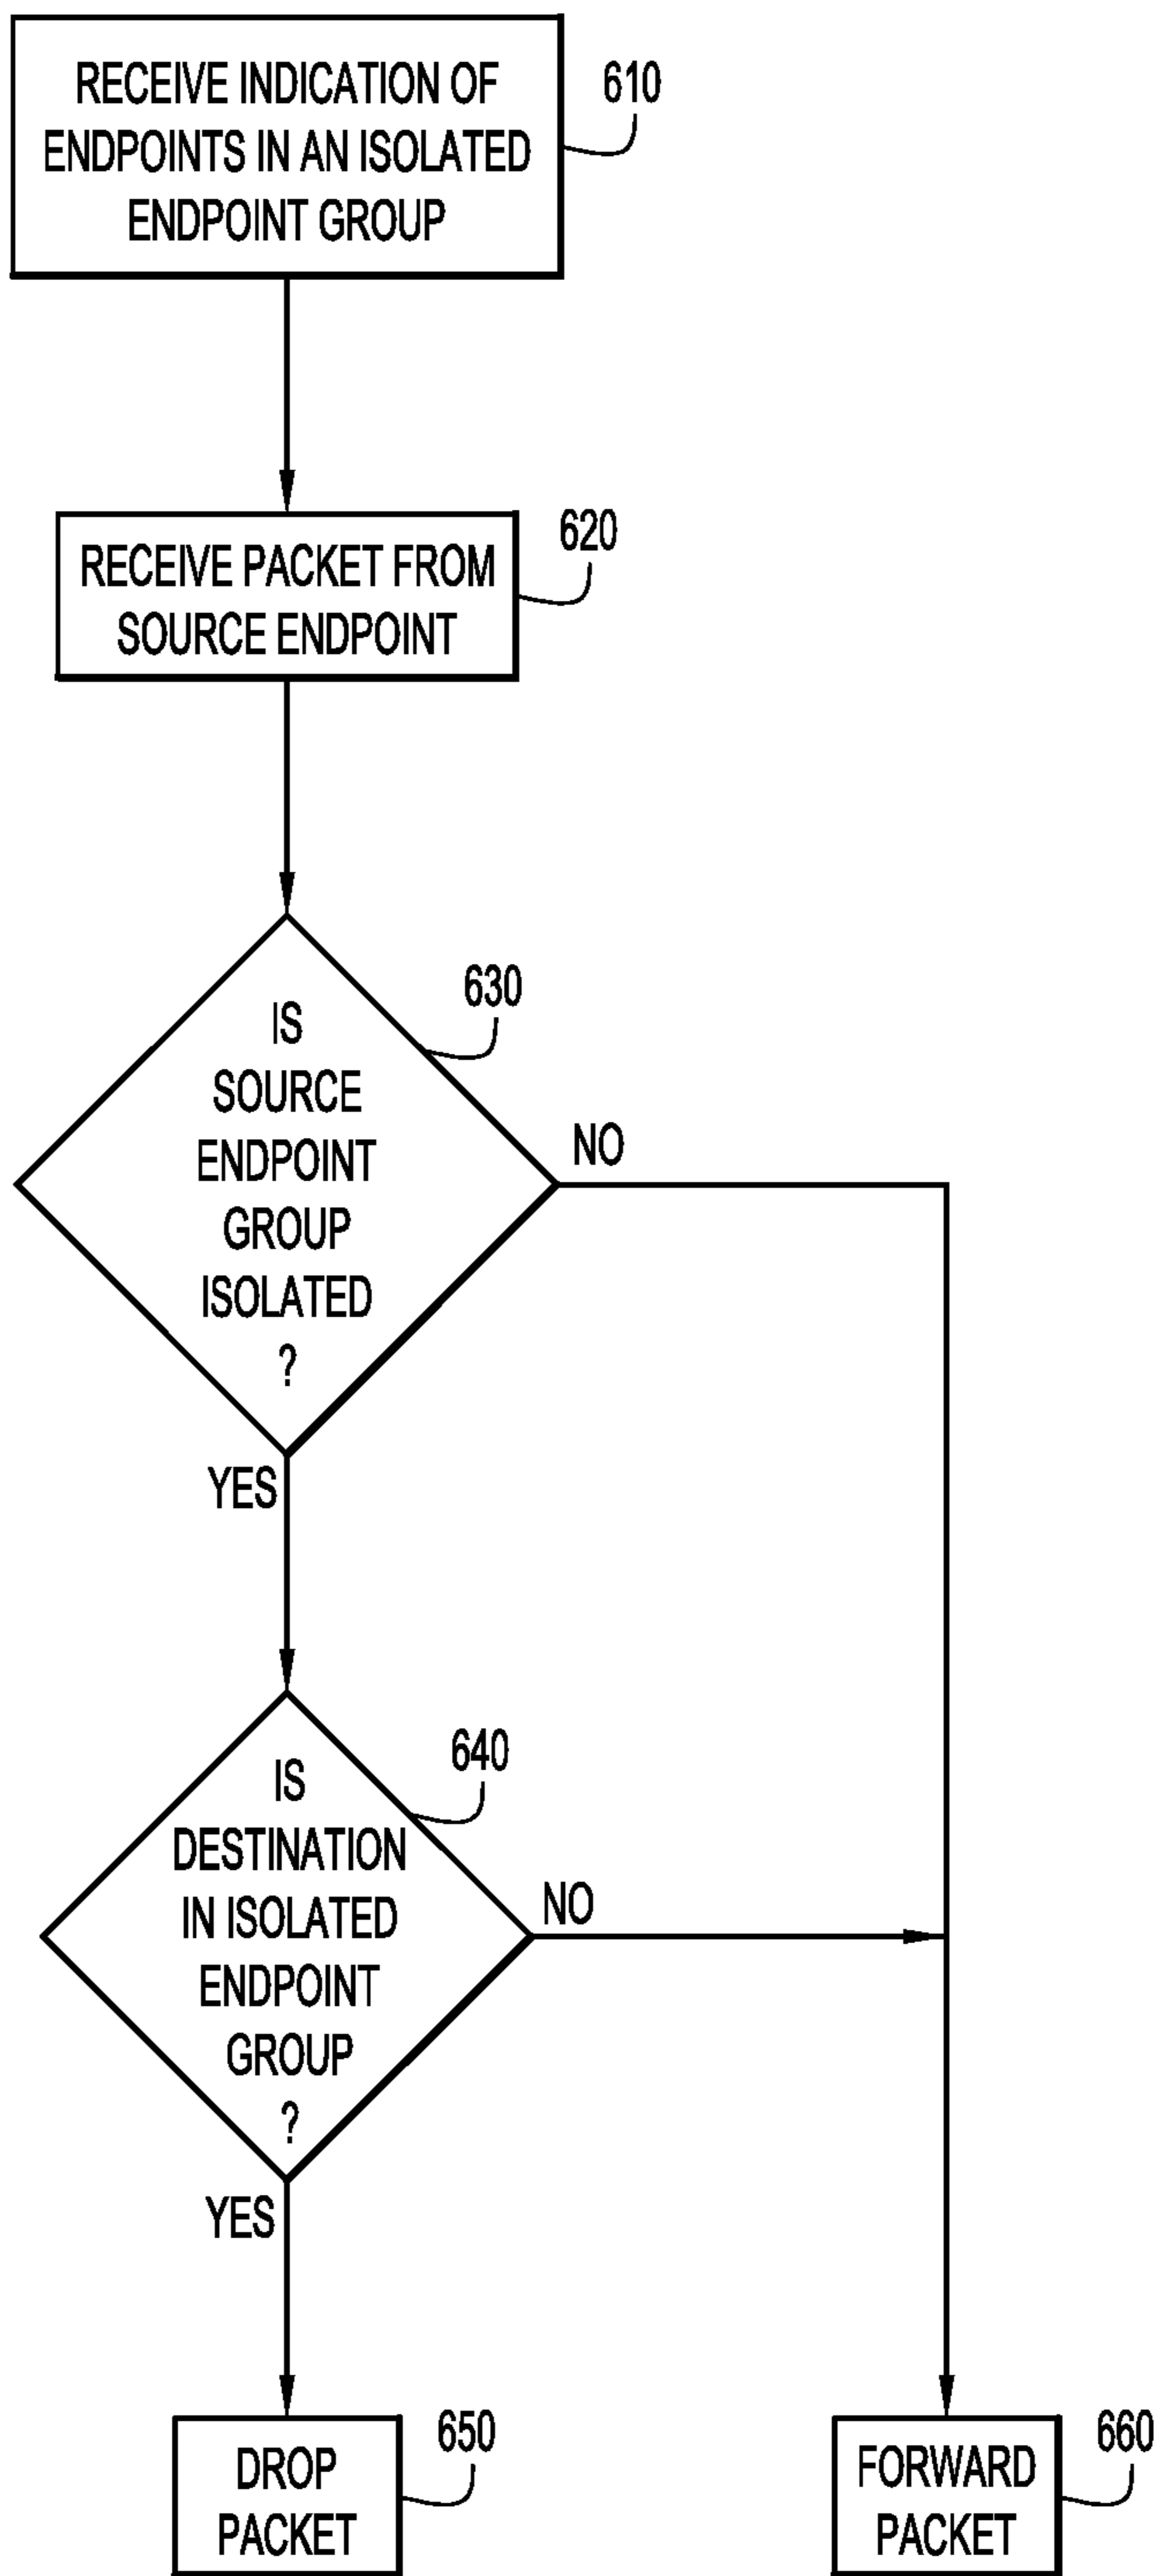 RECEIVE INDICATION OF
ENDPOINTS IN AN ISOLATED
ENDPOINT GROUP
610
RECEIVE PACKET FROM
SOURCE ENDPOINT
620
IS
SOURCE
ENDPOINT
GROUP
ISOLATED
?
630
NO
YES
IS
DESTINATION
IN ISOLATED
ENDPOINT
GROUP
?
640
NO
YES
DROP
PACKET
650
FORWARD
PACKET
660